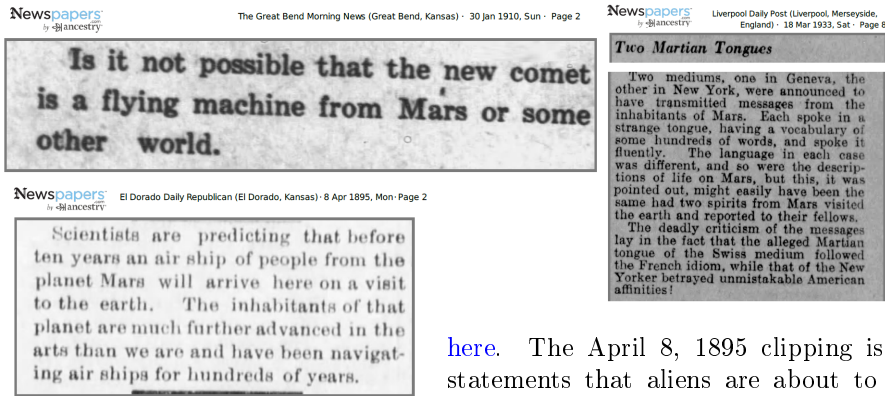 Newspapers
by Ancestry
The Great Bend Morning News (Great Bend, Kansas) · 30 Jan 1910, Sun · Page 2
Is it not possible that the new comet
is a flying machine from Mars or some
other world.
Newspapers
by Ancestry
El Dorado Daily Republican (El Dorado, Kansas) · 8 Apr 1895, Mon · Page 2
Scientists are predicting that before
ten years an air ship of people from the
planet Mars will arrive here on a visit
to the earth. The inhabitants of that
planet are much further advanced in the
arts than we are and have been navigat-
ing air ships for hundreds of years.
Newspapers
by Ancestry
Liverpool Daily Post (Liverpool, Merseyside,
England) · 18 Mar 1933, Sat · Page 8
Two Martian Tongues
Two mediums, one in Geneva, the
other in New York, were announced to
have transmitted messages from the
inhabitants of Mars. Each spoke in a
strange tongue, having a vocabulary of
some hundreds of words, and spoke it
fluently. The language in each case
was different, and so were the descrip-
tions of life on Mars, but this, it was
pointed out, might easily have been the
same had two spirits from Mars visited
the earth and reported to their fellows.
The deadly criticism of the messages
lay in the fact that the alleged Martian
tongue of the Swiss medium followed
the French idiom, while that of the New
Yorker betrayed unmistakable American
affinities!
here. The April 8, 1895 clipping is
statements that aliens are about to